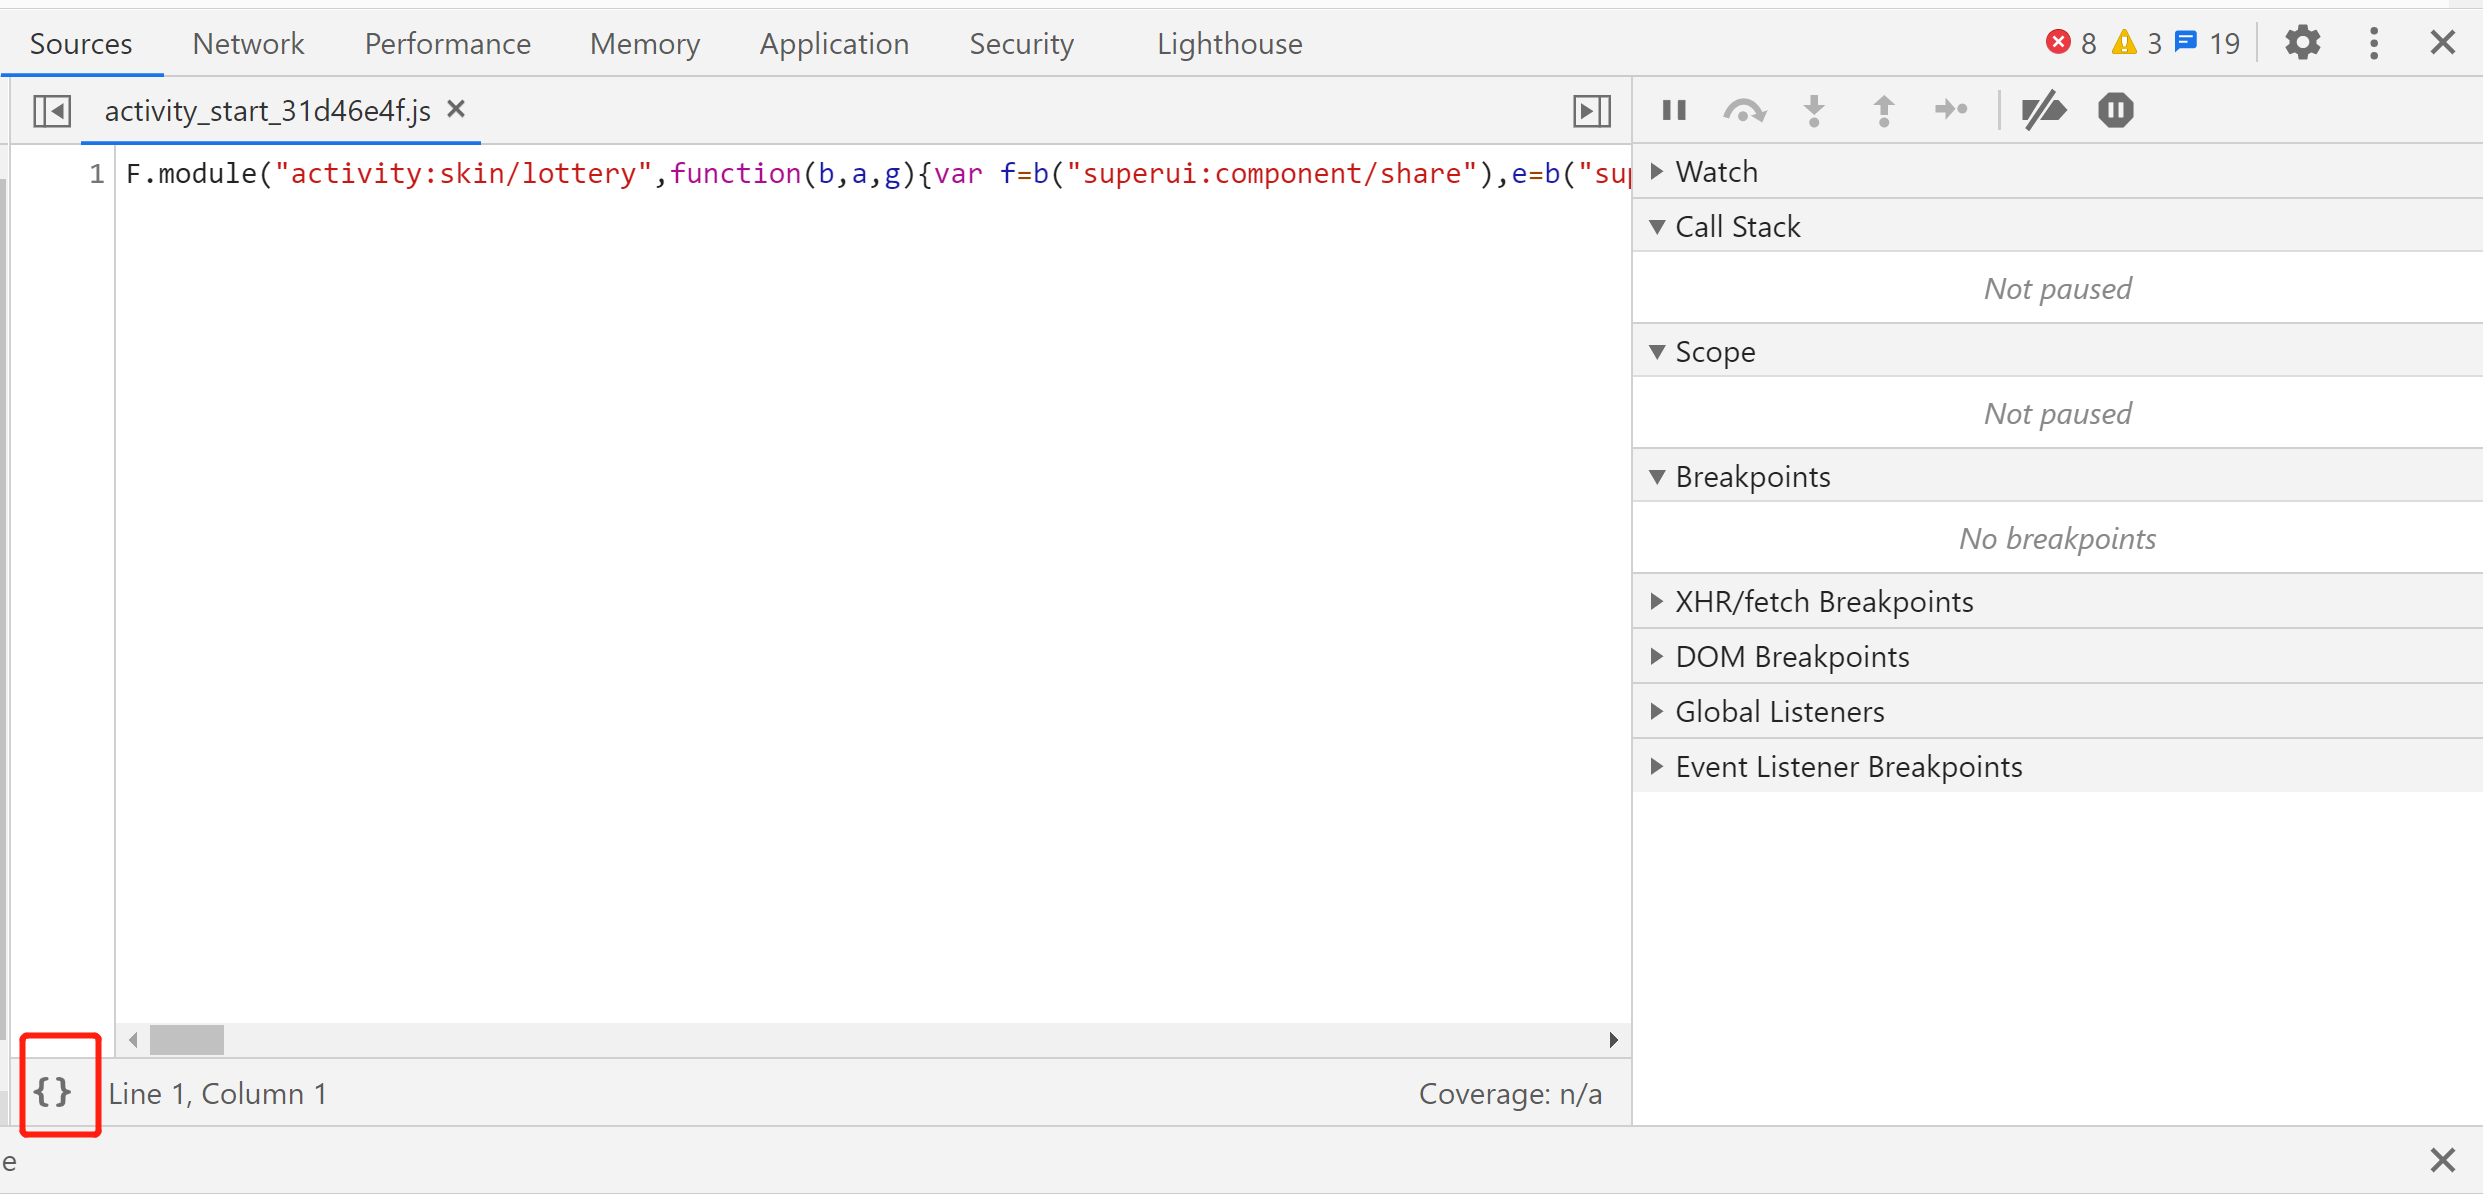 Sources Network Performance Memory Application Security Lighthouse 8 3 19
activity_start_31d46e4f.js
1 F.module("activity:skin/lottery",function(b,a,g){var f=b("superui:component/share"),e=b("sup
Line 1, Column 1 Coverage: n/a
e
Watch
Call Stack
Not paused
Scope
Not paused
Breakpoints
No breakpoints
XHR/fetch Breakpoints
DOM Breakpoints
Global Listeners
Event Listener Breakpoints